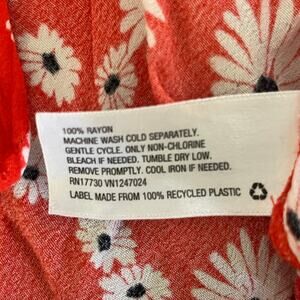 100% RAYON
MACHINE WASH COLD SEPARATELY.
GENTLE CYCLE. ONLY NON-CHLORINE
BLEACH IF NEEDED. TUMBLE DRY LOW.
REMOVE PROMPTLY. COOL IRON IF NEEDED.
RN17730 VN1247024
LABEL MADE FROM 100% RECYCLED PLASTIC